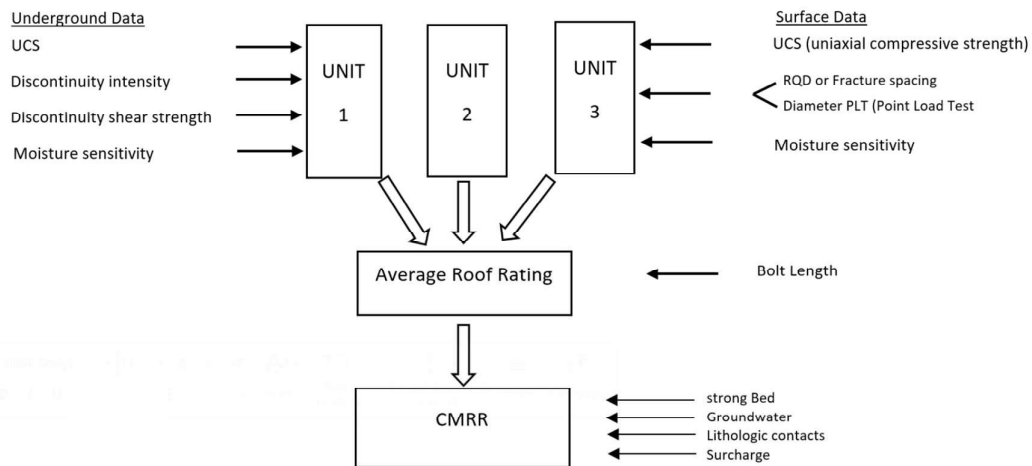 Underground Data
UCS
Discontinuity intensity
Discontinuity shear strength
Moisture sensitivity
UNIT
1
UNIT
2
UNIT
3
Surface Data
UCS (uniaxial compressive strength)
RQD or Fracture spacing
Diameter PLT (Point Load Test
Moisture sensitivity
Average Roof Rating
Bolt Length
CMRR
strong Bed
Groundwater
Lithologic contacts
Surcharge